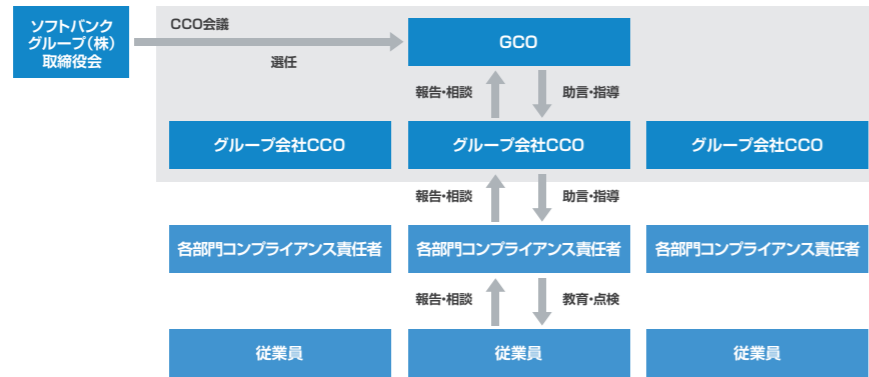 ソフトバンク
グループ(株)
取締役会
CCO会議
選任
GCO
報告・相談
助言・指導
グループ会社CCO
グループ会社CCO
グループ会社CCO
報告・相談
助言・指導
各部門コンプライアンス責任者
各部門コンプライアンス責任者
各部門コンプライアンス責任者
報告・相談
教育・点検
従業員
従業員
従業員